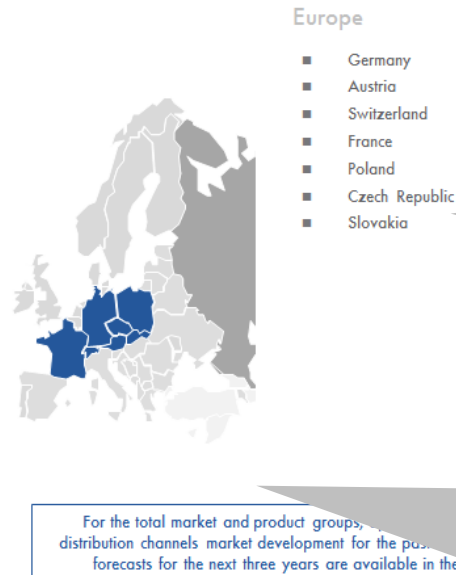 Europe
Germany
Austria
Switzerland
France
Poland
Czech Republic
Slovakia
For the total market and product groups,
distribution channels market development for the
forecasts for the next three years are available in the